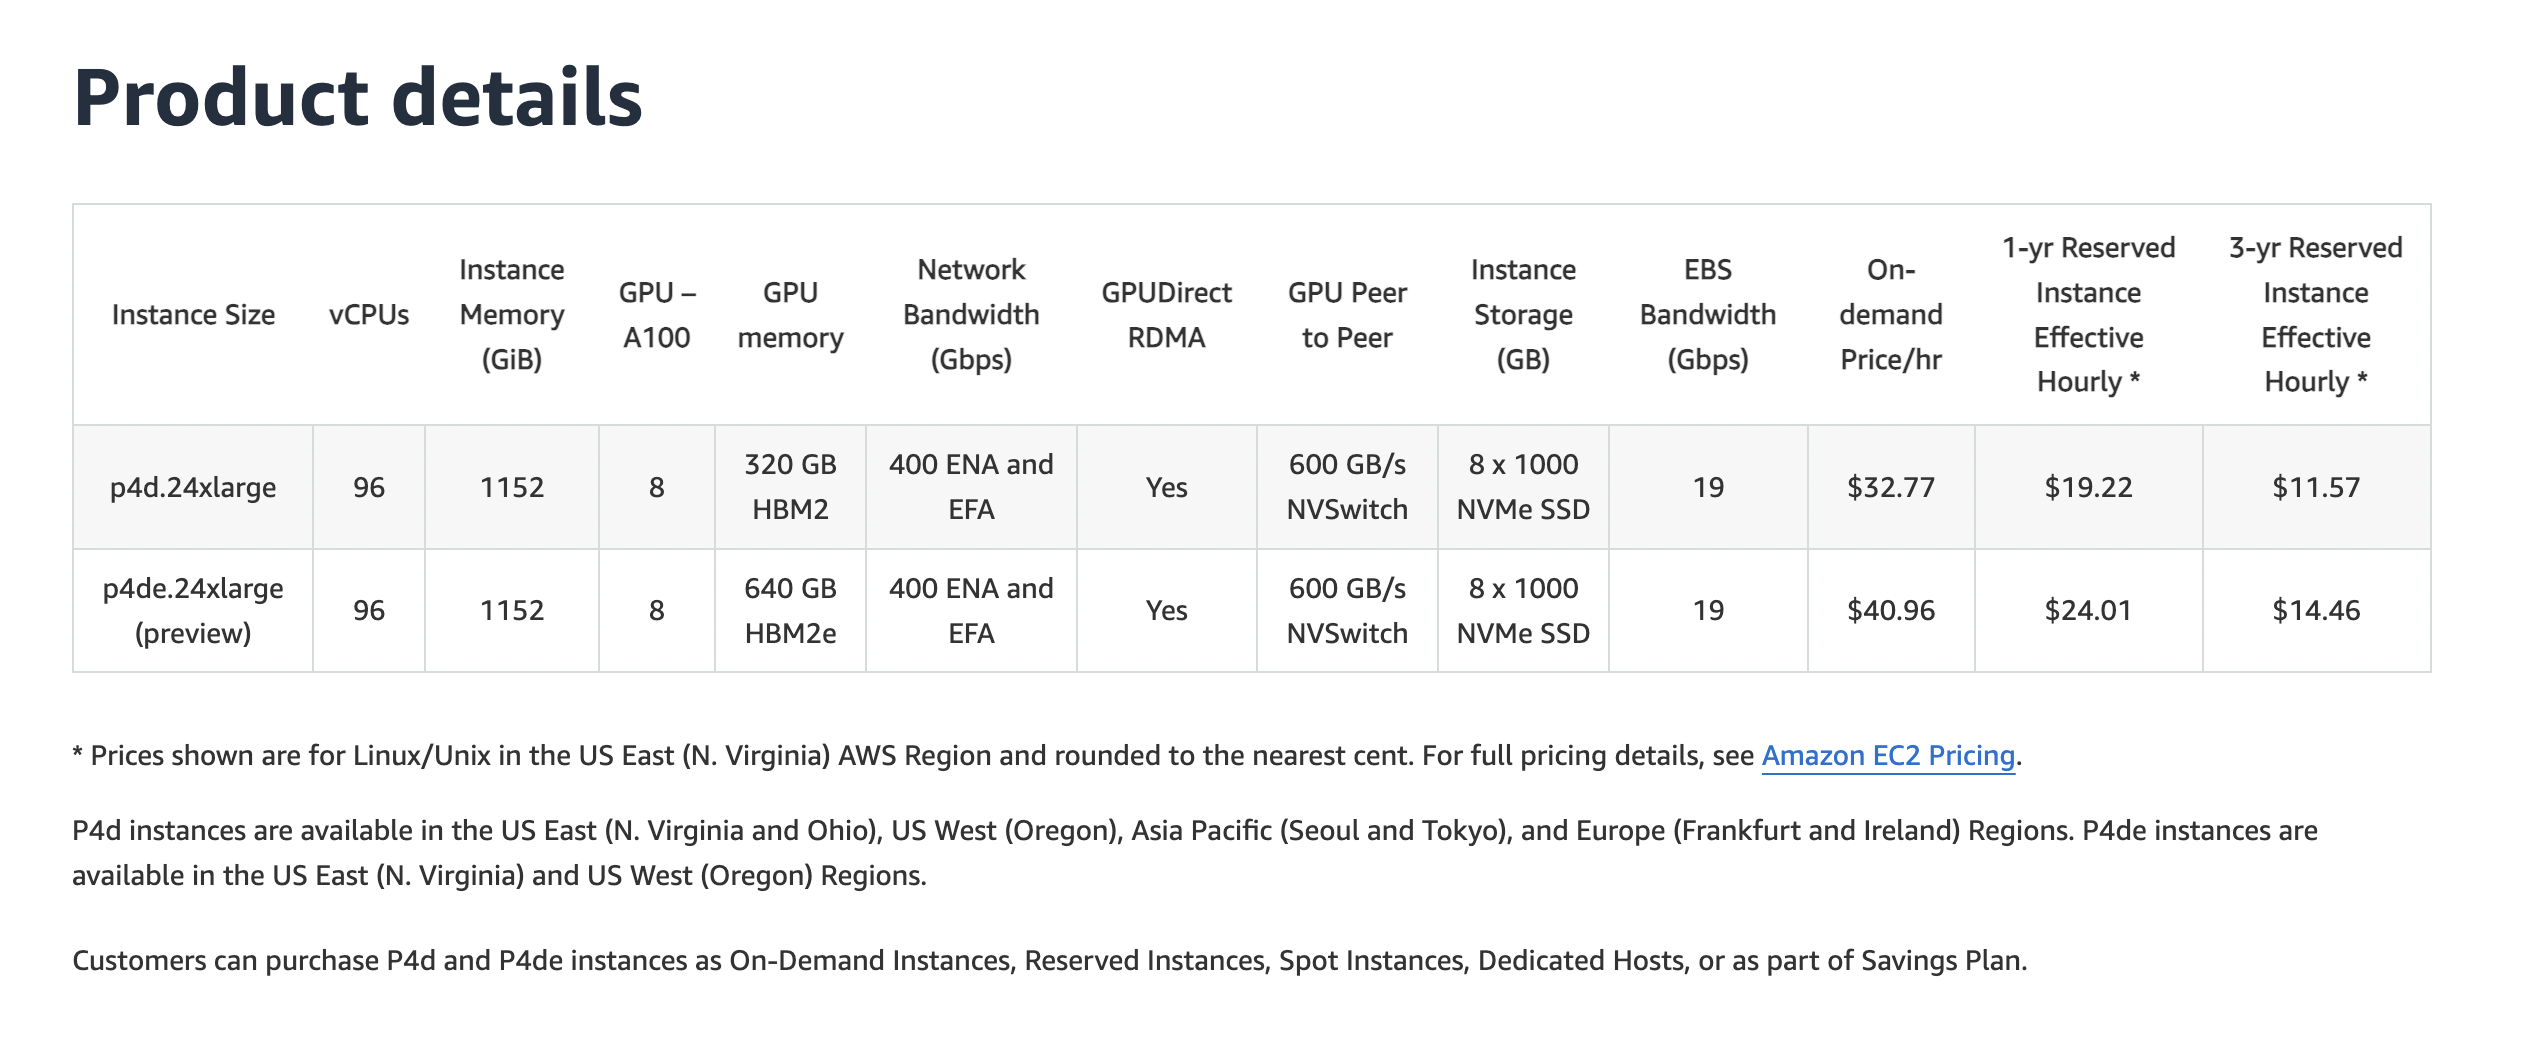 Product details
Instance Size
vCPUs
Instance
Memory
(GiB)
GPU –
A100
GPU
memory
Network
Bandwidth
(Gbps)
GPUDirect
RDMA
GPU Peer
to Peer
Instance
Storage
(GB)
EBS
Bandwidth
(Gbps)
On-
demand
Price/hr
1-yr Reserved
Instance
Effective
Hourly *
3-yr Reserved
Instance
Effective
Hourly *
p4d.24xlarge
96
1152
8
320 GB
HBM2
400 ENA and
EFA
Yes
600 GB/s
NVSwitch
8 x 1000
NVMe SSD
19
$32.77
$19.22
$11.57
p4de.24xlarge
(preview)
96
1152
8
640 GB
HBM2e
400 ENA and
EFA
Yes
600 GB/s
NVSwitch
8 x 1000
NVMe SSD
19
$40.96
$24.01
$14.46
* Prices shown are for Linux/Unix in the US East (N. Virginia) AWS Region and rounded to the nearest cent. For full pricing details, see Amazon EC2 Pricing.
P4d instances are available in the US East (N. Virginia and Ohio), US West (Oregon), Asia Pacific (Seoul and Tokyo), and Europe (Frankfurt and Ireland) Regions. P4de instances are
available in the US East (N. Virginia) and US West (Oregon) Regions.
Customers can purchase P4d and P4de instances as On-Demand Instances, Reserved Instances, Spot Instances, Dedicated Hosts, or as part of Savings Plan.